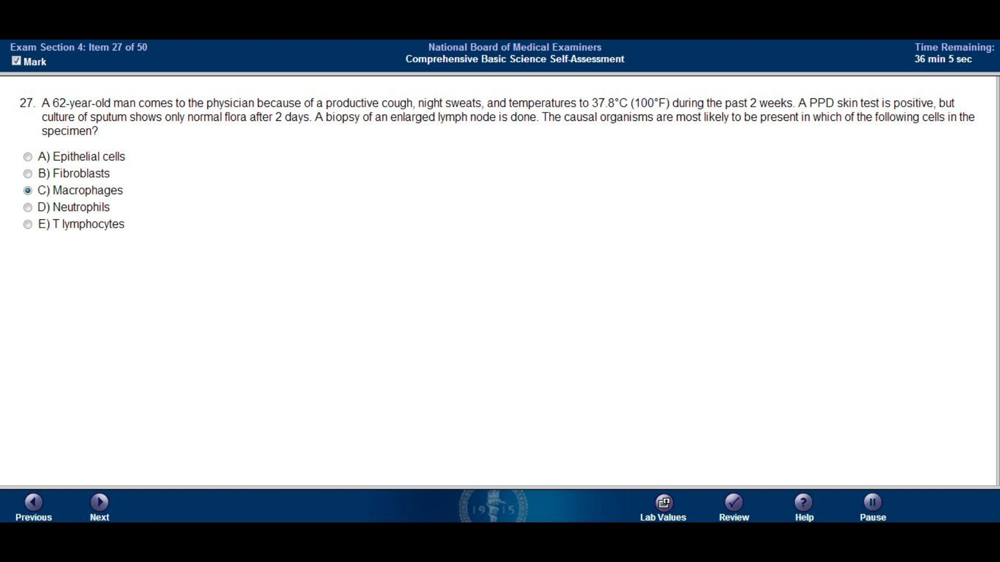 Exam Section 4: Item 27 of 50
Mark
National Board of Medical Examiners
Comprehensive Basic Science Self-Assessment
Time Remaining:
36 min 5 sec
27. A 62-year-old man comes to the physician because of a productive cough, night sweats, and temperatures to 37.8°C (100°F) during the past 2 weeks. A PPD skin test is positive, but
culture of sputum shows only normal flora after 2 days. A biopsy of an enlarged lymph node is done. The causal organisms are most likely to be present in which of the following cells in the
specimen?
A) Epithelial cells
B) Fibroblasts
C) Macrophages
D) Neutrophils
E) T lymphocytes
1915
Previous
Next
Lab Values
Review
Help
Pause